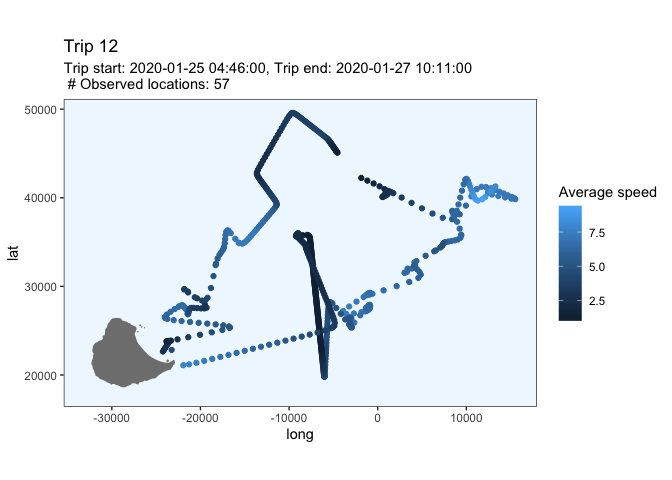 Trip 12
Trip start: 2020-01-25 04:46:00, Trip end: 2020-01-27 10:11:00
# Observed locations: 57
50000
40000
30000
20000
lat
-30000
-20000
-10000
0
10000
long
Average speed
7.5
5.0
2.5